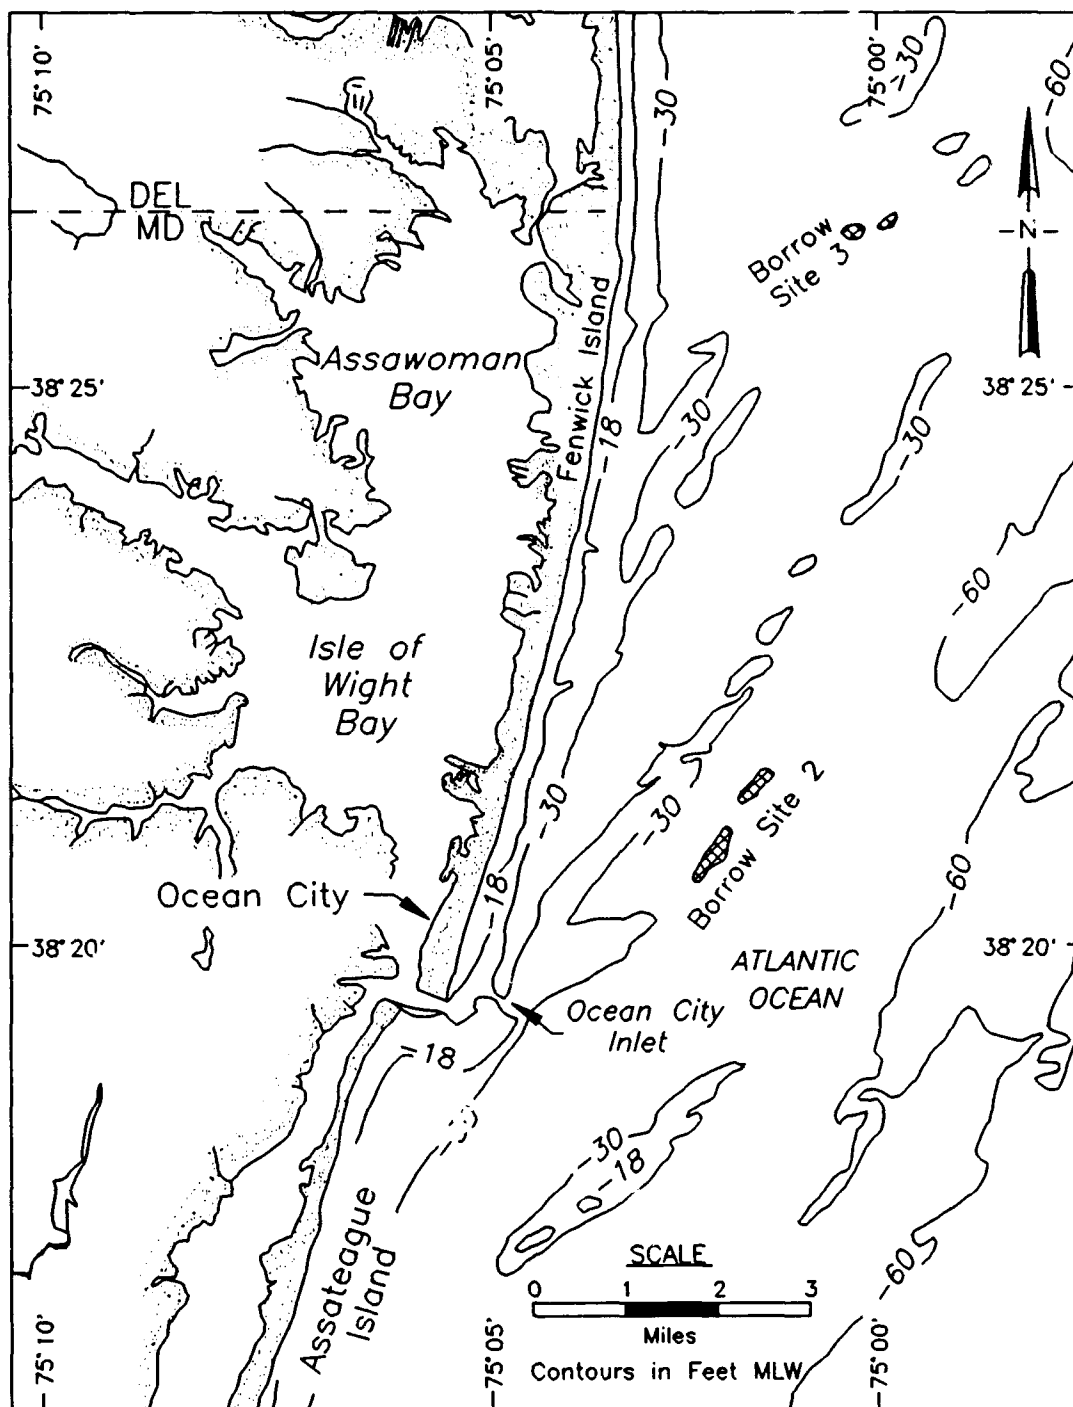 75°10'
75°05'
75°00'
-30
-30
-60
DEL
MD
-N-
Borrow
Site 3
Fenwick Island
Assawoman
Bay
38°25'
38°25'
-18
-30
-30
-60
Isle of
Wight
Bay
-30
-30
Borrow Site 2
-60
Ocean City
-18
38°20'
38°20'
ATLANTIC
OCEAN
Ocean City
Inlet
=18
-30
-18
Assateague
Island
-60
SCALE
0 1 2 3
Miles
Contours in Feet MLW
75°10'
75°05'
75°00'